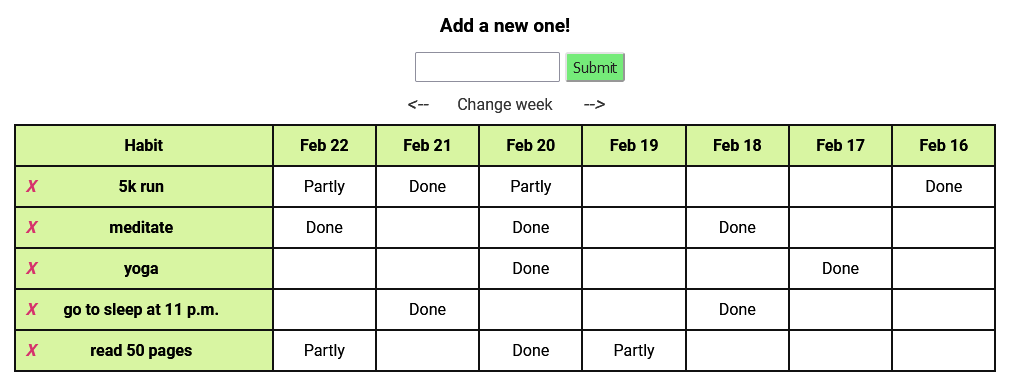 Add a new one!
Submit
<-- Change week -->
Habit Feb 22 Feb 21 Feb 20 Feb 19 Feb 18 Feb 17 Feb 16
X 5k run Partly Done Partly Done
X meditate Done Done Done
X yoga Done Done
X go to sleep at 11 p.m. Done Done
X read 50 pages Partly Done Partly